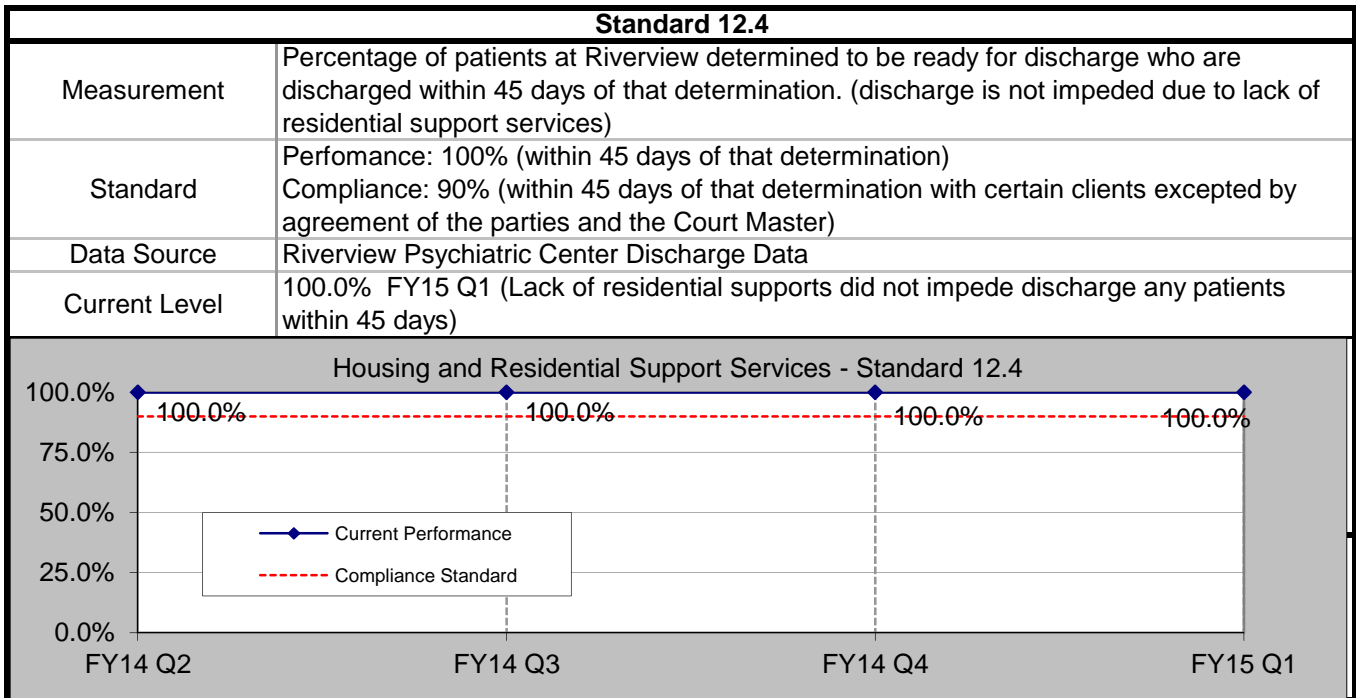 Standard 12.4
Measurement
Percentage of patients at Riverview determined to be ready for discharge who are
discharged within 45 days of that determination. (discharge is not impeded due to lack of
residential support services)
Standard
Perfomance: 100% (within 45 days of that determination)
Compliance: 90% (within 45 days of that determination with certain clients excepted by
agreement of the parties and the Court Master)
Data Source
Riverview Psychiatric Center Discharge Data
Current Level
100.0%  FY15 Q1 (Lack of residential supports did not impede discharge any patients
within 45 days)
Housing and Residential Support Services - Standard 12.4
100.0%
75.0%
50.0%
25.0%
0.0%
100.0%
100.0%
100.0%
100.0%
Current Performance
Compliance Standard
FY14 Q2
FY14 Q3
FY14 Q4
FY15 Q1